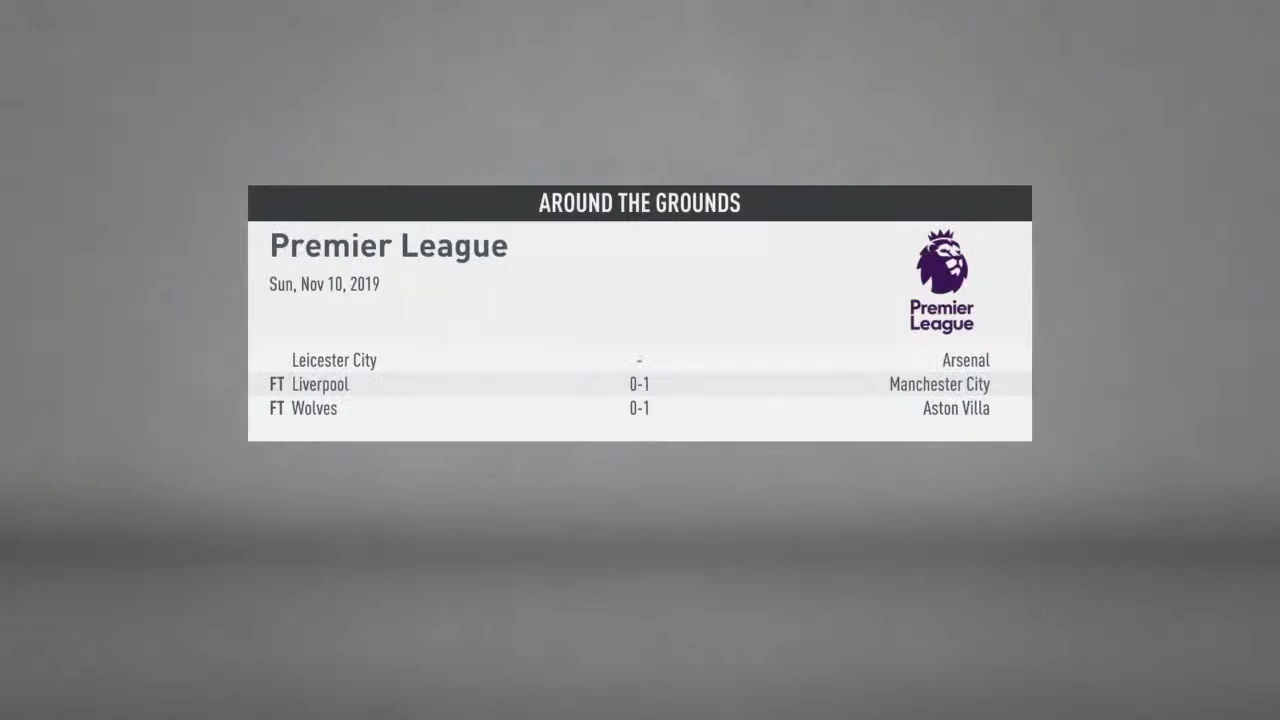 AROUND THE GROUNDS
Premier League
Sun, Nov 10, 2019
Premier
League
Leicester City - Arsenal
FT Liverpool 0-1 Manchester City
FT Wolves 0-1 Aston Villa